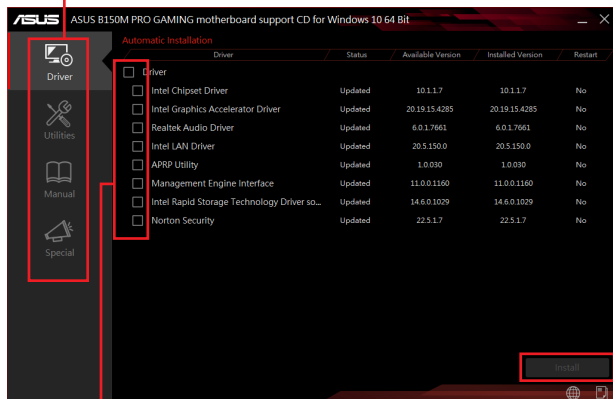 ASUS ASUS B150M PRO GAMING motherboard support CD for Windows 10 64 Bit
Automatic Installation
Driver Status Available Version Installed Version Restart
Driver
Intel Chipset Driver Updated 10.1.1.7 10.1.1.7 No
Intel Graphics Accelerator Driver Updated 20.19.15.4285 20.19.15.4285 No
Realtek Audio Driver Updated 6.0.1.7661 6.0.1.7661 No
Intel LAN Driver Updated 20.5.150.0 20.5.150.0 No
APRP Utility Updated 1.0.030 1.0.030 No
Management Engine Interface Updated 11.0.0.1160 11.0.0.1160 No
Intel Rapid Storage Technology Driver so... Updated 14.6.0.1029 14.6.0.1029 No
Norton Security Updated 22.5.1.7 22.5.1.7 No
Driver
Utilities
Manual
Special
Install